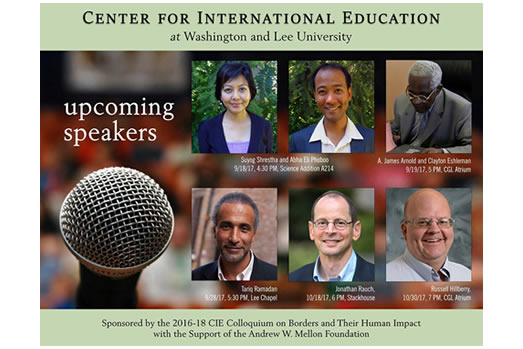 CENTER FOR INTERNATIONAL EDUCATION
at Washington and Lee University
upcoming
speakers
Suyog Shrestha and Abha Eli Phoboo
9/18/17, 4:30 PM, Science Addition A214
A. James Arnold and Clayton Eshleman
9/19/17, 5 PM, CGL Atrium
Tariq Ramadan
9/28/17, 5:30 PM, Lee Chapel
Jonathan Rauch,
10/18/17, 6 PM, Stackhouse
Russell Hillberry,
10/30/17, 7 PM, CGL Atrium
Sponsored by the 2016-18 CIE Colloquium on Borders and Their Human Impact
with the Support of the Andrew W. Mellon Foundation